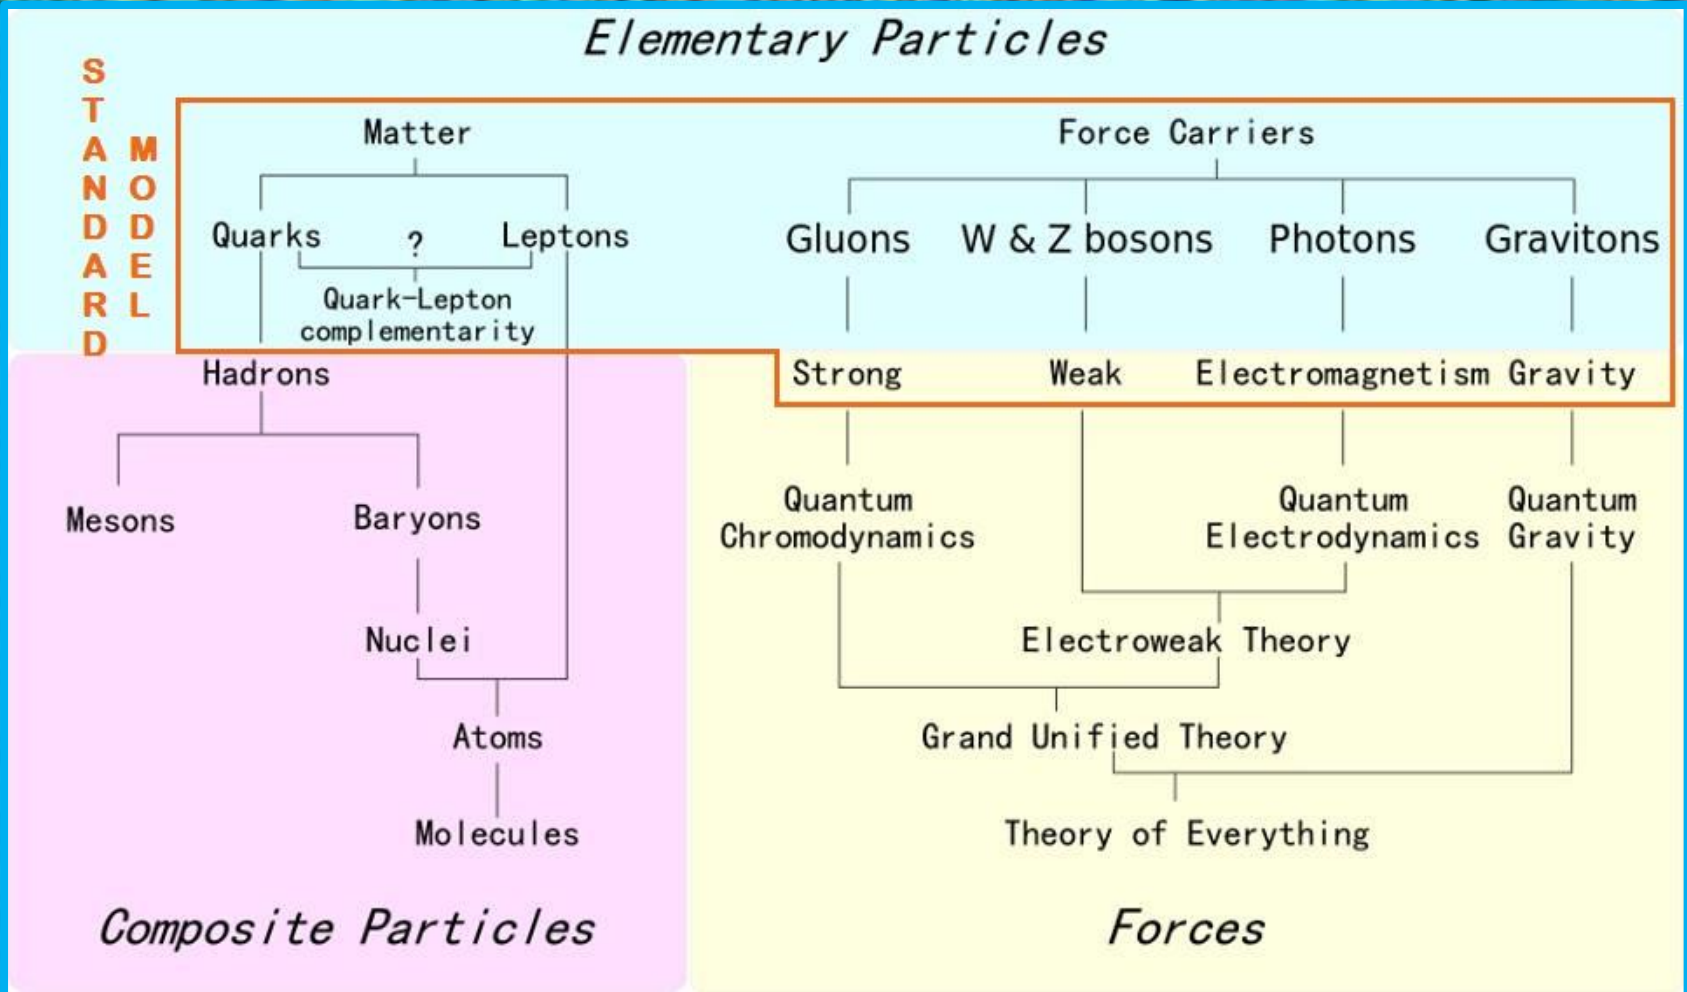 Elementary Particles
STANDARD
MODEL
Matter
Force Carriers
Quarks
?
Leptons
Gluons
W & Z bosons
Photons
Gravitons
Quark-Lepton
complementarity
Hadrons
Strong
Weak
Electromagnetism
Gravity
Mesons
Baryons
Quantum
Chromodynamics
Quantum
Electrodynamics
Quantum
Gravity
Nuclei
Electroweak Theory
Atoms
Grand Unified Theory
Molecules
Theory of Everything
Composite Particles
Forces